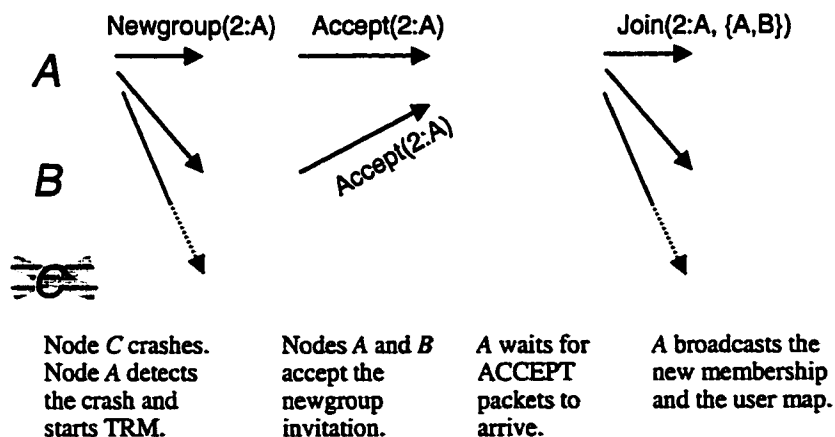 Newgroup(2:A) Accept(2:A) Join(2:A, {A,B})
A
Accept(2:A)
B
C
Node C crashes.
Node A detects
the crash and
starts TRM.
Nodes A and B
accept the
newgroup
invitation.
A waits for
ACCEPT
packets to
arrive.
A broadcasts the
new membership
and the user map.